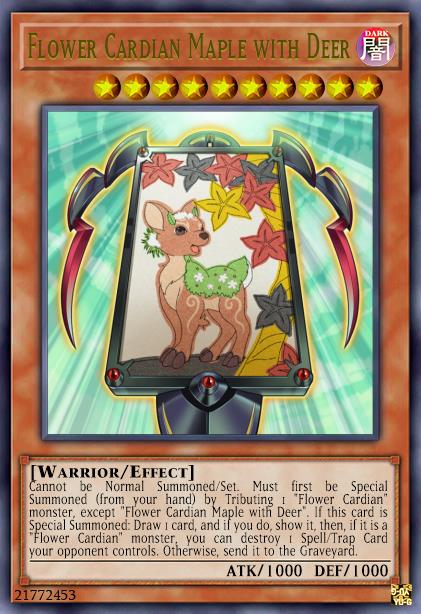 Flower Cardian Maple with Deer
DARK
闇
[Warrior/Effect]
Cannot be Normal Summoned/Set. Must first be Special
Summoned (from your hand) by Tributing 1 "Flower Cardian"
monster, except "Flower Cardian Maple with Deer". If this card is
Special Summoned: Draw 1 card, and if you do, show it, then, if it is a
"Flower Cardian" monster, you can destroy 1 Spell/Trap Card
your opponent controls. Otherwise, send it to the Graveyard.
ATK/1000 DEF/1000
21772453